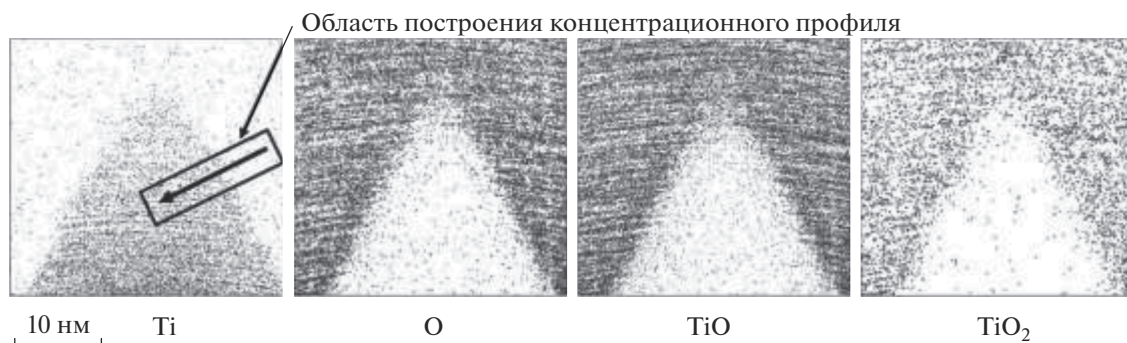 Область построения концентрационного профиля
10 нм
Ti
O
TiO
TiO₂